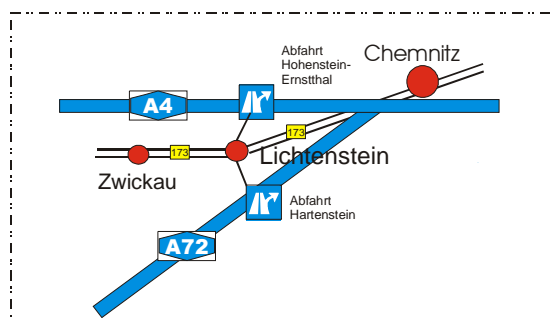 Abfahrt
Hohenstein-
Ernstthal
Chemnitz
A4
173
173
Lichtenstein
Zwickau
Abfahrt
Hartenstein
A72